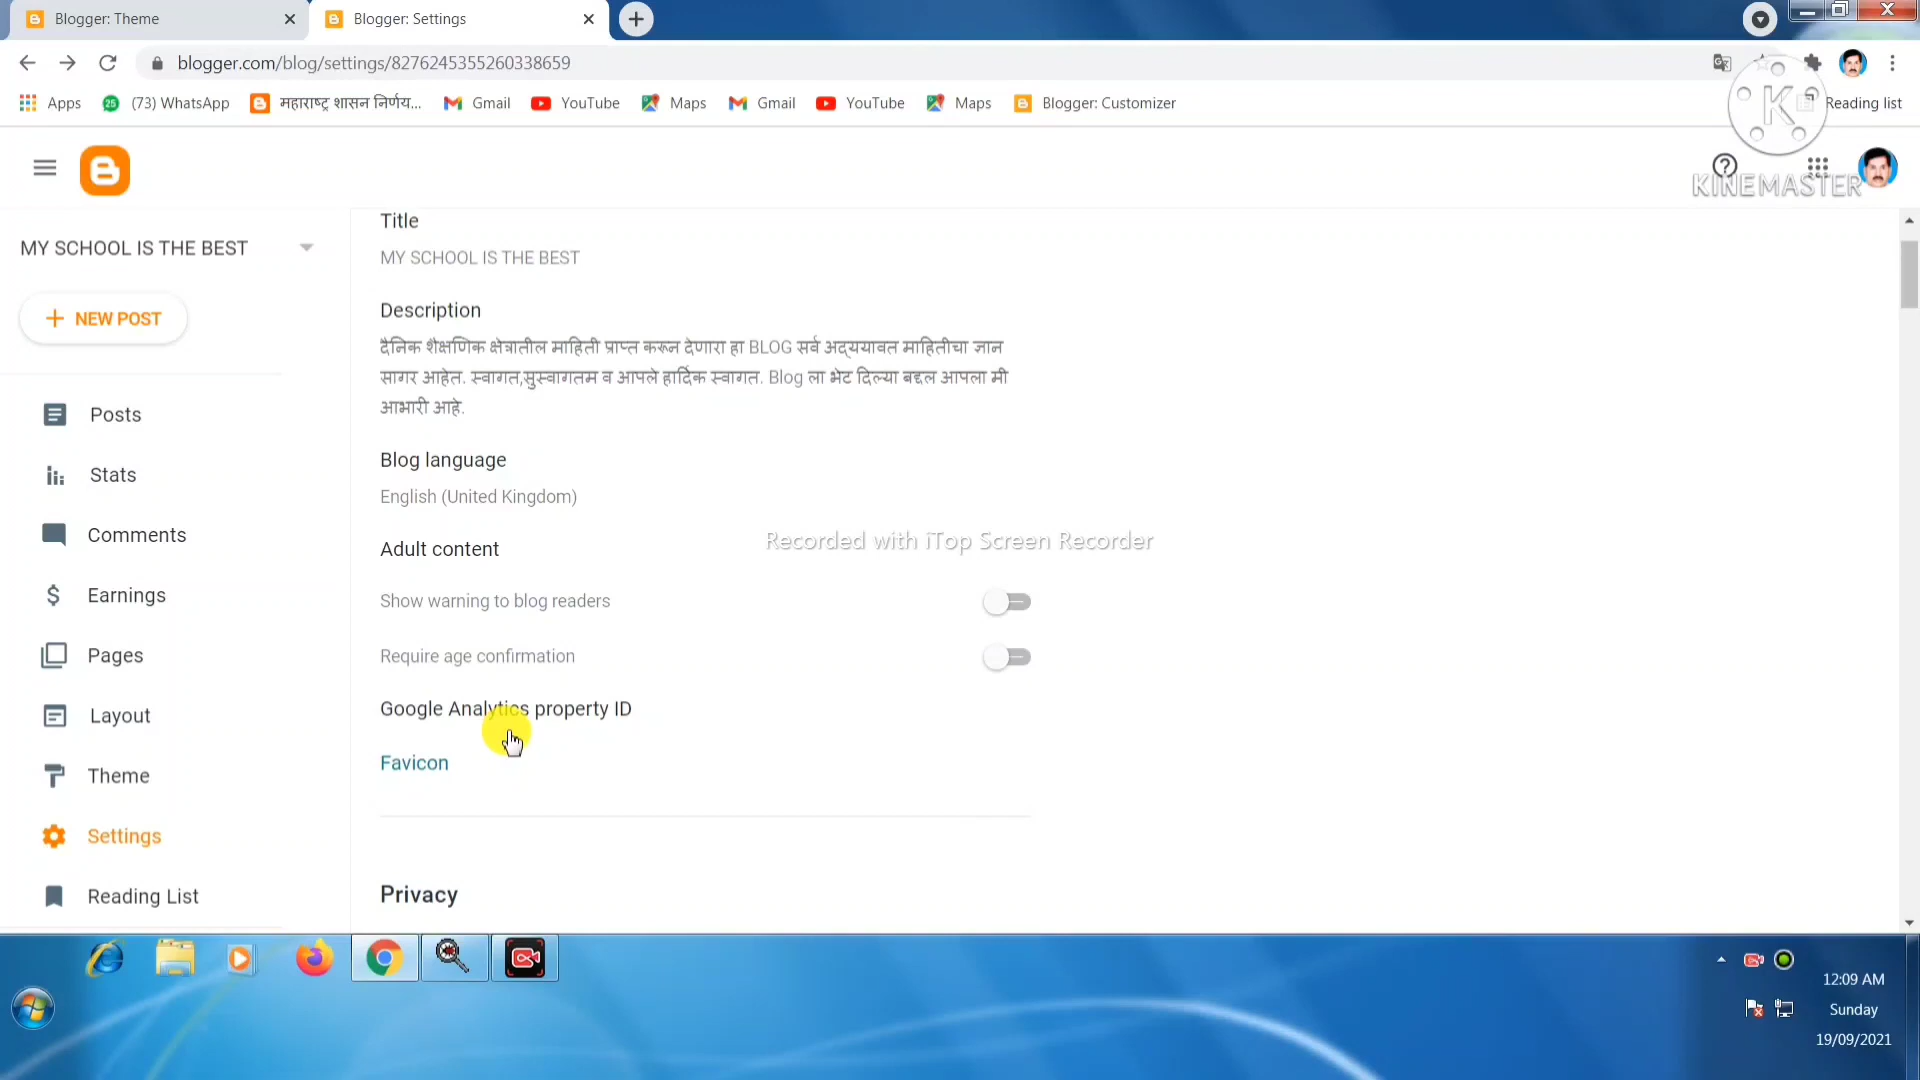 Blogger: Theme
Blogger: Settings
blogger.com/blog/settings/8276245355260338659
Apps
25
(73) WhatsApp
महाराष्ट्र शासन निर्णय...
Gmail
YouTube
Maps
Gmail
YouTube
Maps
Blogger: Customizer
Reading list
K
KINEMASTER
MY SCHOOL IS THE BEST
NEW POST
Posts
Stats
Comments
Earnings
Pages
Layout
Theme
Settings
Reading List
Title
MY SCHOOL IS THE BEST
Description
दैनिक शैक्षणिक क्षेत्रातील माहिती प्राप्त करून देणारा हा BLOG सर्व अद्ययावत माहितीचा ज्ञान
सागर आहेत. स्वागत,सुस्वागतम व आपले हार्दिक स्वागत. Blog ला भेट दिल्या बद्दल आपला मी
आभारी आहे.
Blog language
English (United Kingdom)
Adult content
Show warning to blog readers
Require age confirmation
Google Analytics property ID
Favicon
Privacy
Recorded with iTop Screen Recorder
12:09 AM
Sunday
19/09/2021